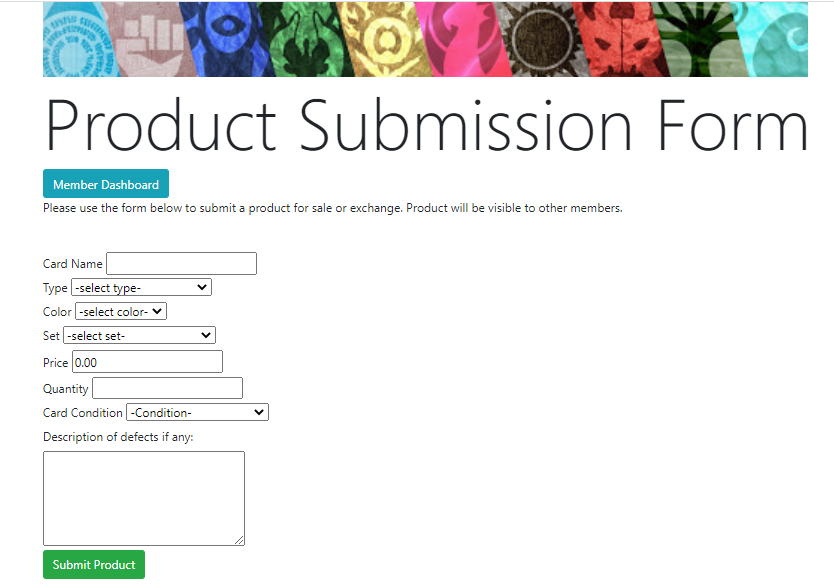 Product Submission Form
Member Dashboard
Please use the form below to submit a product for sale or exchange. Product will be visible to other members.
Card Name
Type -select type-
Color -select color-
Set -select set-
Price 0.00
Quantity
Card Condition -Condition-
Description of defects if any:
Submit Product